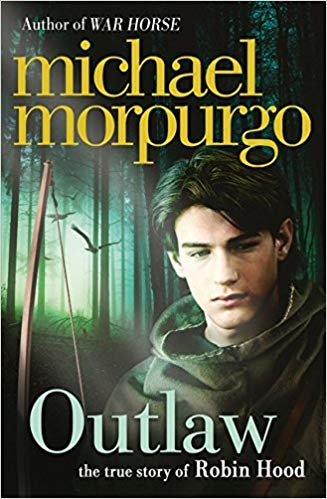 Author of WAR HORSE
michael
morpurgo
Outlaw
the true story of Robin Hood